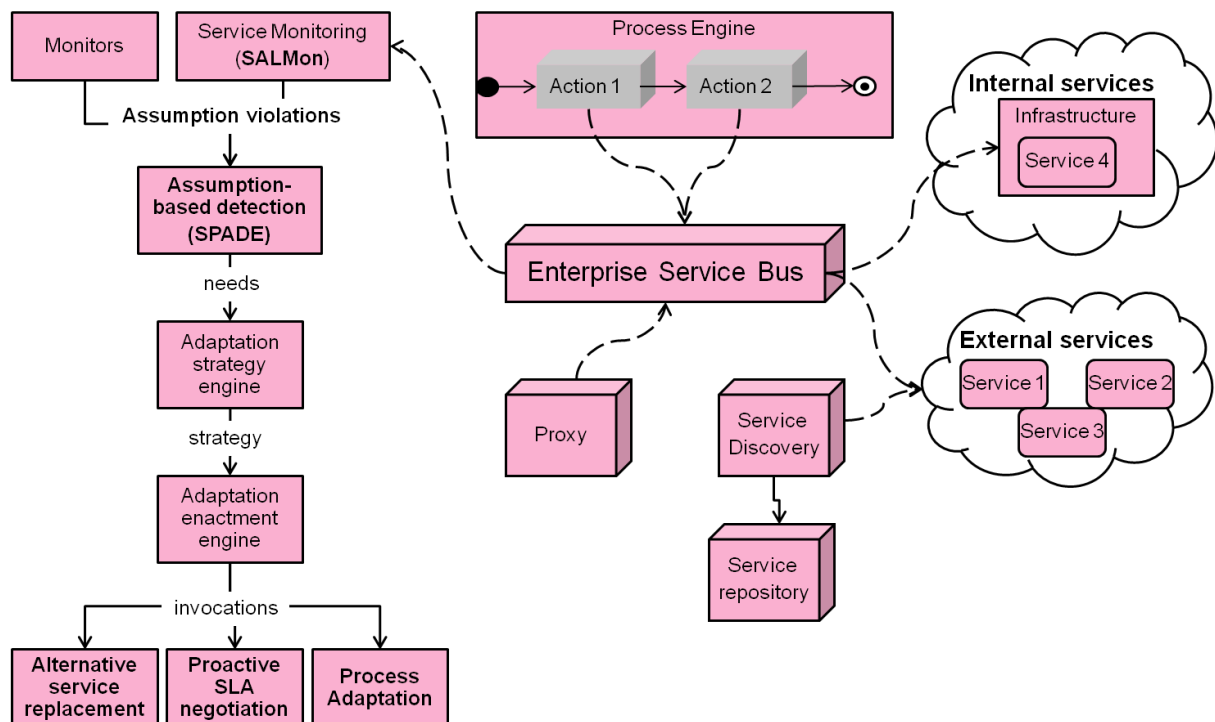 Monitors
Service Monitoring
(SALMon)
Assumption violations
Assumption-
based detection
(SPADE)
needs
Adaptation
strategy
engine
strategy
Adaptation
enactment
engine
invocations
Alternative
service
replacement
Proactive
SLA
negotiation
Process
Adaptation
Process Engine
Action 1
Action 2
Enterprise Service Bus
Proxy
Service
Discovery
Service
repository
Internal services
Infrastructure
Service 4
External services
Service 1
Service 2
Service 3